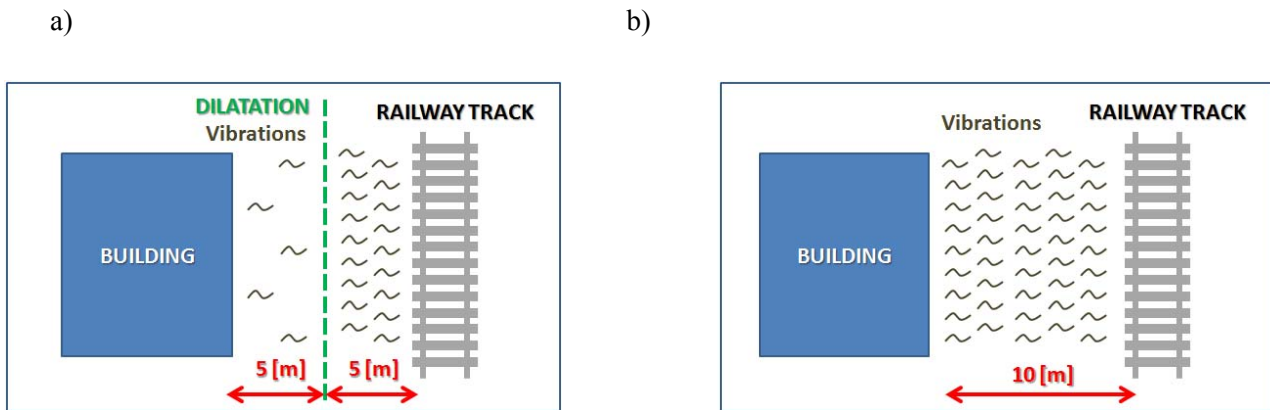 a)
b)
DILATATION
Vibrations
RAILWAY TRACK
BUILDING
5 [m]
5 [m]
Vibrations
RAILWAY TRACK
BUILDING
10 [m]